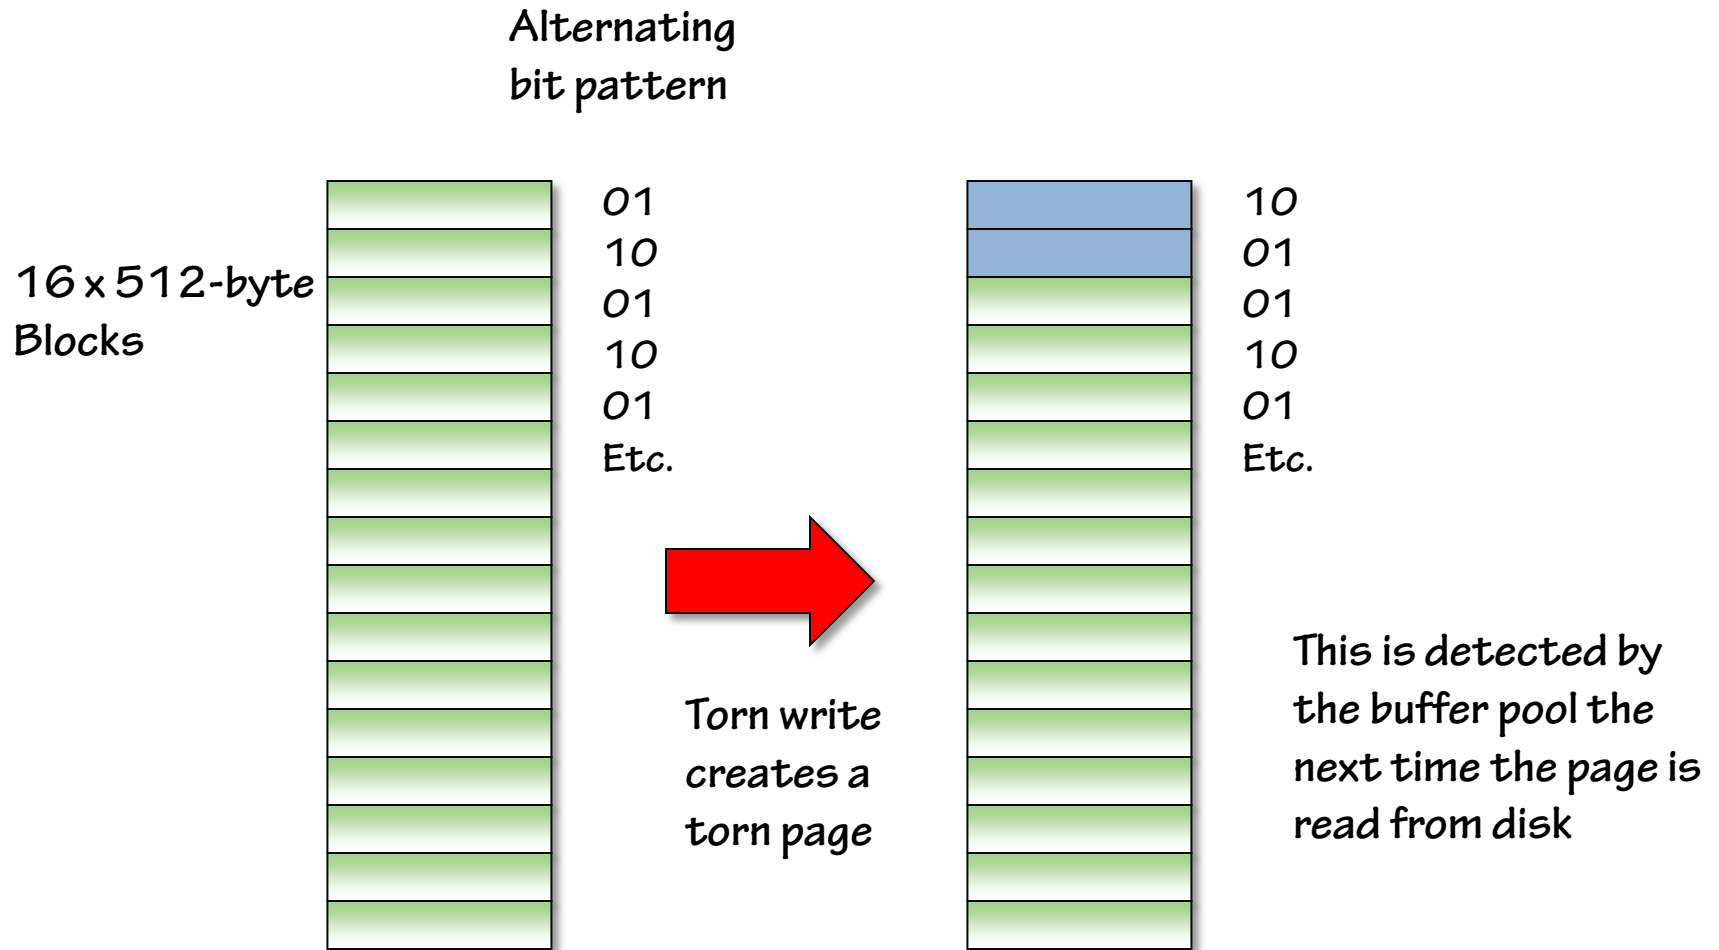 Alternating
bit pattern
16 x 512-byte
Blocks
01
10
01
10
01
Etc.
10
01
01
10
01
Etc.
Torn write
creates a
torn page
This is detected by
the buffer pool the
next time the page is
read from disk